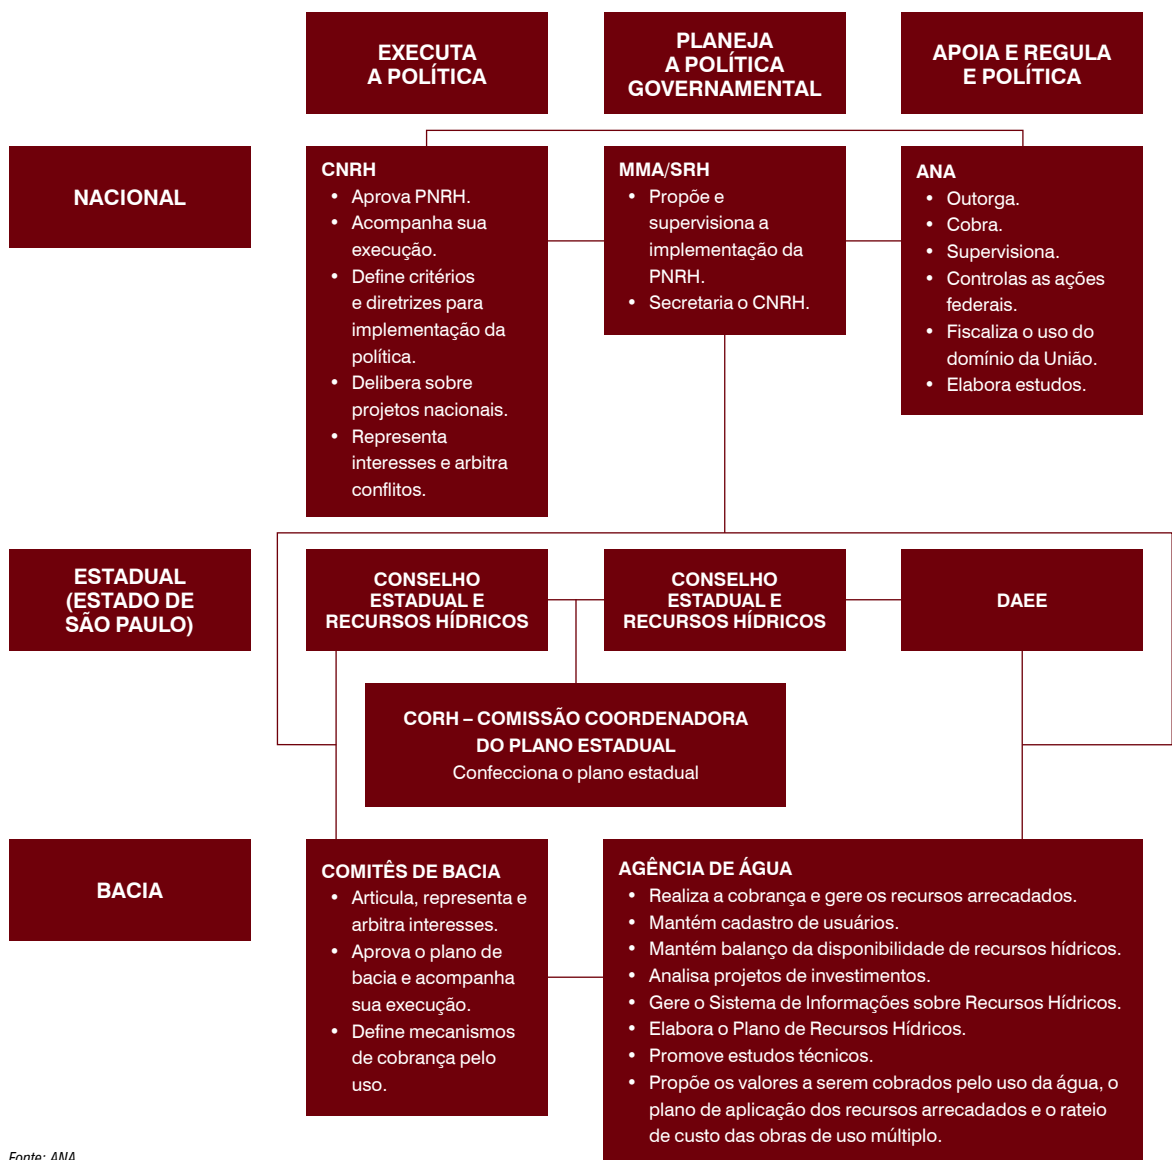 EXECUTA
A POLÍTICA
PLANEJA
A POLÍTICA
GOVERNAMENTAL
APOIA E REGULA
E POLÍTICA
NACIONAL
CNRH
• Aprova PNRH.
• Acompanha sua
execução.
• Define critérios
e diretrizes para
implementação da
política.
• Delibera sobre
projetos nacionais.
• Representa
interesses e arbitra
conflitos.
MMA/SRH
• Propõe e
supervisiona a
implementação da
PNRH.
• Secretaria o CNRH.
ANA
• Outorga.
• Cobra.
• Supervisiona.
• Controlas as ações
federais.
• Fiscaliza o uso do
domínio da União.
• Elabora estudos.
ESTADUAL
(ESTADO DE
SÃO PAULO)
CONSELHO
ESTADUAL E
RECURSOS HÍDRICOS
CONSELHO
ESTADUAL E
RECURSOS HÍDRICOS
DAEE
CORH – COMISSÃO COORDENADORA
DO PLANO ESTADUAL
Confecciona o plano estadual
BACIA
COMITÊS DE BACIA
• Articula, representa e
arbitra interesses.
• Aprova o plano de
bacia e acompanha
sua execução.
• Define mecanismos
de cobrança pelo
uso.
AGÊNCIA DE ÁGUA
• Realiza a cobrança e gere os recursos arrecadados.
• Mantém cadastro de usuários.
• Mantém balanço da disponibilidade de recursos hídricos.
• Analisa projetos de investimentos.
• Gere o Sistema de Informações sobre Recursos Hídricos.
• Elabora o Plano de Recursos Hídricos.
• Promove estudos técnicos.
• Propõe os valores a serem cobrados pelo uso da água, o
plano de aplicação dos recursos arrecadados e o rateio
de custo das obras de uso múltiplo.
Fonte: ANA